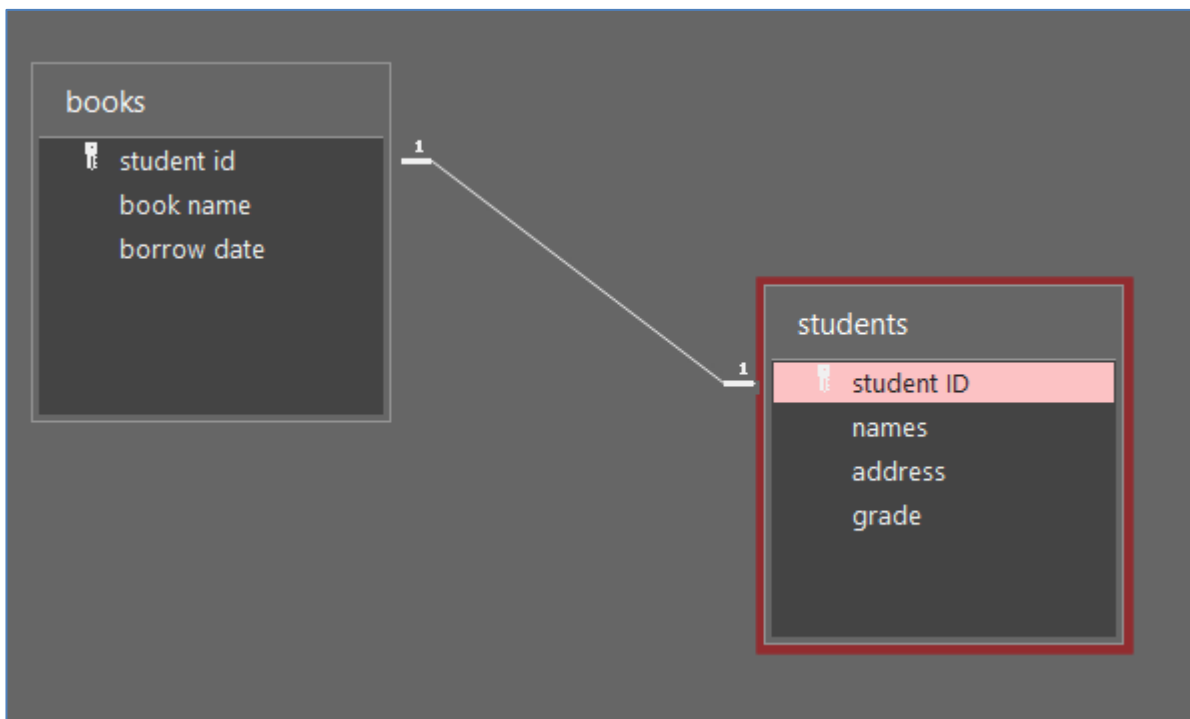 books
student id
book name
borrow date
1
1
students
student ID
names
address
grade